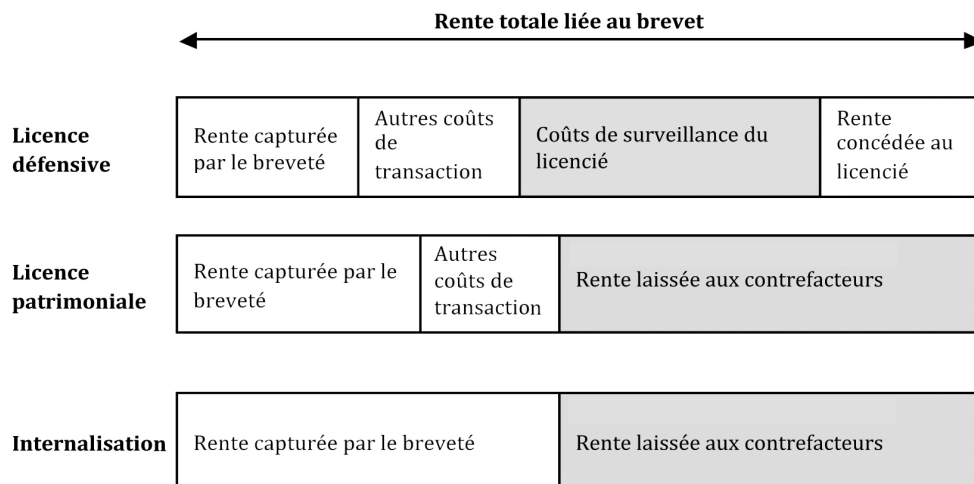 Rente totale liée au brevet
Licence
défensive
Rente capturée
par le breveté
Autres coûts
de
transaction
Coûts de surveillance du
licencié
Rente
concédée au
licencié
Licence
patrimoniale
Rente capturée par le
breveté
Autres
coûts de
transaction
Rente laissée aux contrefacteurs
Internalisation
Rente capturée par le breveté
Rente laissée aux contrefacteurs